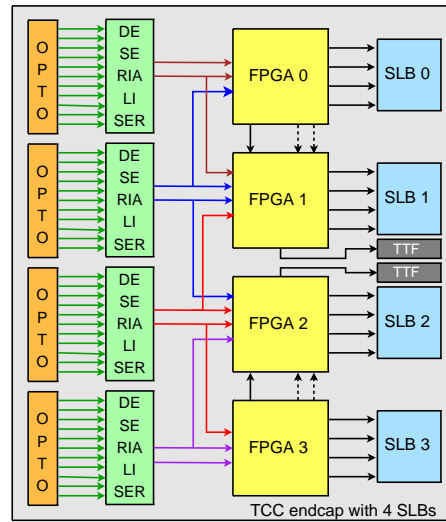 O
P
T
O
DE
SE
RIA
LI
SER
FPGA 0
SLB 0
O
P
T
O
DE
SE
RIA
LI
SER
FPGA 1
SLB 1
TTF
TTF
O
P
T
O
DE
SE
RIA
LI
SER
FPGA 2
SLB 2
O
P
T
O
DE
SE
RIA
LI
SER
FPGA 3
SLB 3
TCC endcap with 4 SLBs